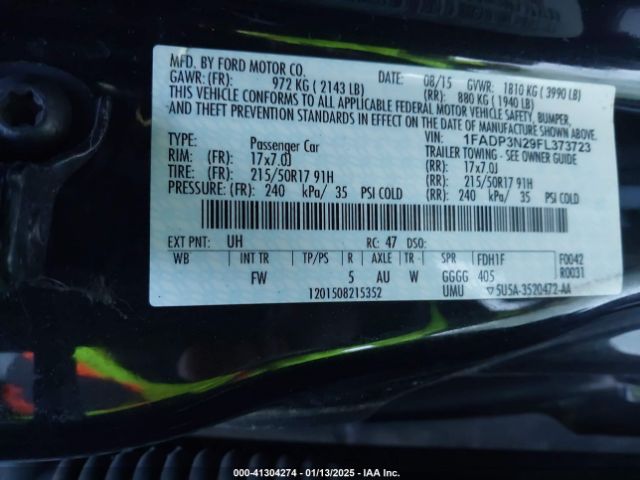 MFD. BY FORD MOTOR CO.
DATE: 08/15 GVWR: 1810 KG ( 3990 LB)
GAWR: (FR): 972 KG ( 2143 LB) (RR): 880 KG ( 1940 LB)
THIS VEHICLE CONFORMS TO ALL APPLICABLE FEDERAL MOTOR VEHICLE SAFETY, BUMPER,
AND THEFT PREVENTION STANDARDS IN EFFECT ON THE DATE OF MANUFACTURE SHOWN ABOVE.
VIN: 1FADP3N29FL373723
TYPE: Passenger Car TRAILER TOWING - SEE OWNER GUIDE
RIM: (FR): 17x7.0J (RR): 17x7.0J
TIRE: (FR): 215/50R17 91H (RR): 215/50R17 91H
PRESSURE: (FR): 240 kPa/ 35 PSI COLD (RR): 240 kPa/ 35 PSI COLD
EXT PNT: UH RC: 47 DSO:
WB INT TR TP/PS R AXLE TR - SPR FDH1F F0042
FW 5 AU W GGGG 405 R0031
1201508215352 UMU ▽5U5A-3520472-AA
000-41304274 - 01/13/2025 - IAA Inc.